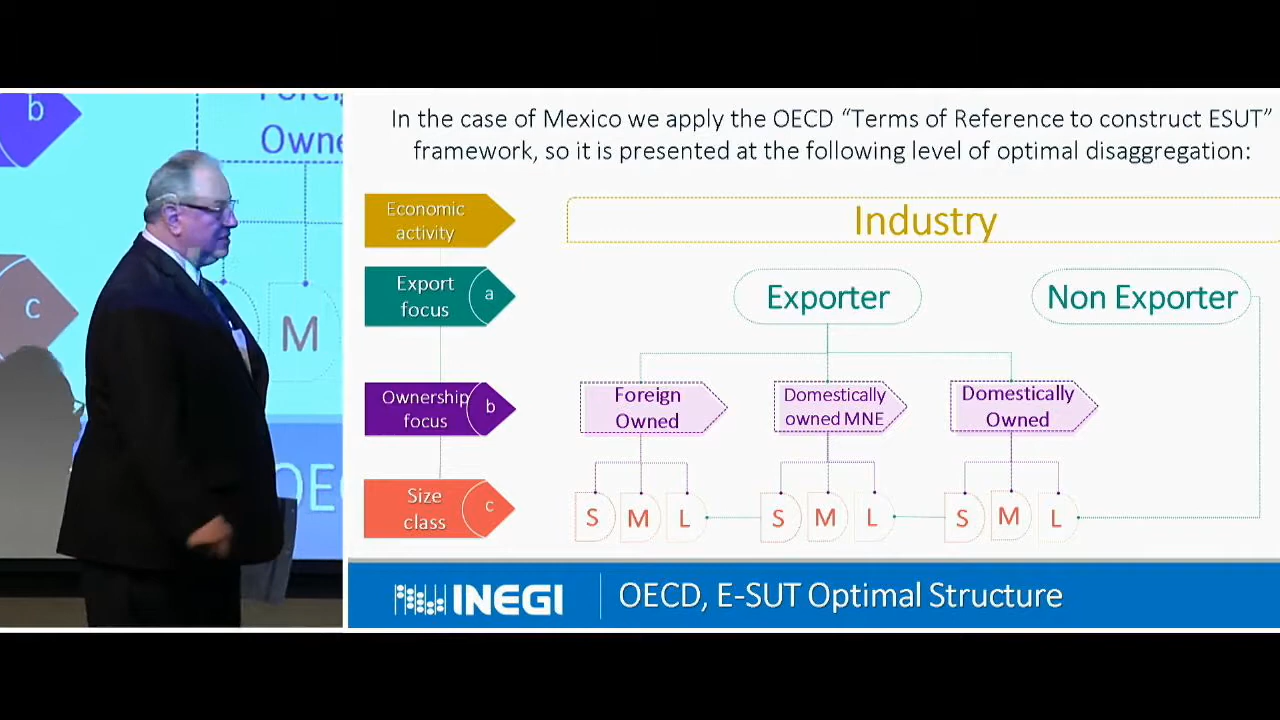 In the case of Mexico we apply the OECD “Terms of Reference to construct ESUT”
framework, so it is presented at the following level of optimal disaggregation:
Economic
activity
Industry
Export
focus
a
Exporter
Non Exporter
Ownership
focus
b
Foreign
Owned
Domestically
owned MNE
Domestically
Owned
Size
class
c
S M L
S M L
S M L
INEGI
OECD, E-SUT Optimal Structure
b
c
M